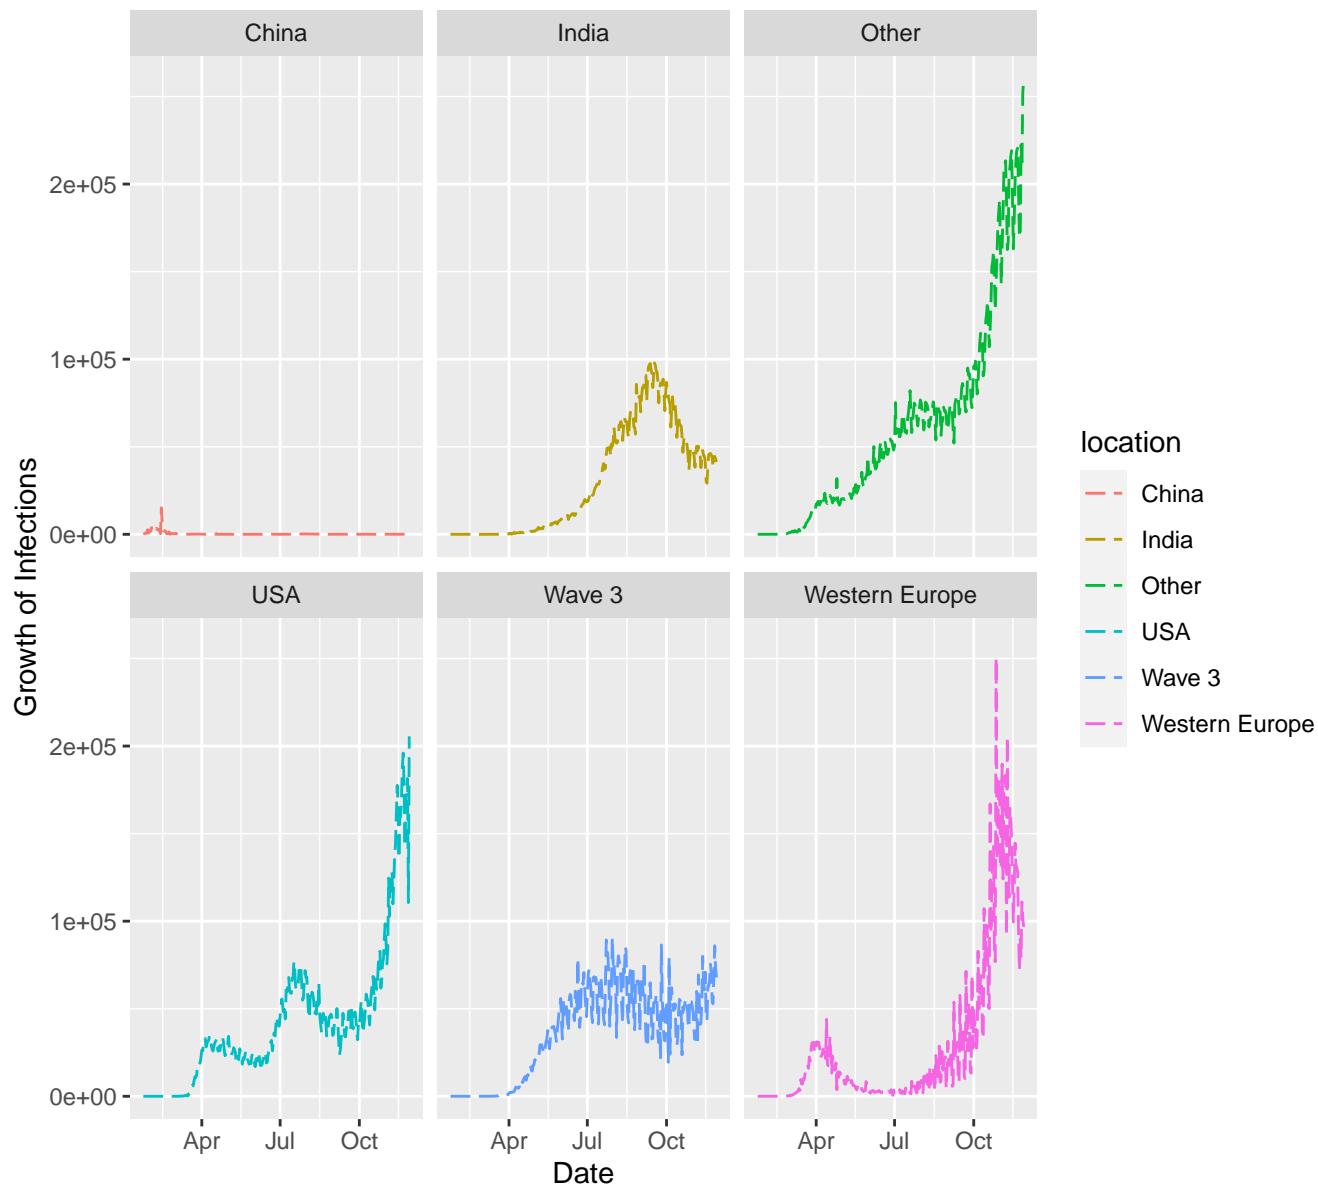 China India Other
2e+05
1e+05
0e+00
USA Wave 3 Western Europe
2e+05
1e+05
0e+00
Apr Jul Oct Apr Jul Oct Apr Jul Oct
Date
Growth of Infections
location
China
India
Other
USA
Wave 3
Western Europe